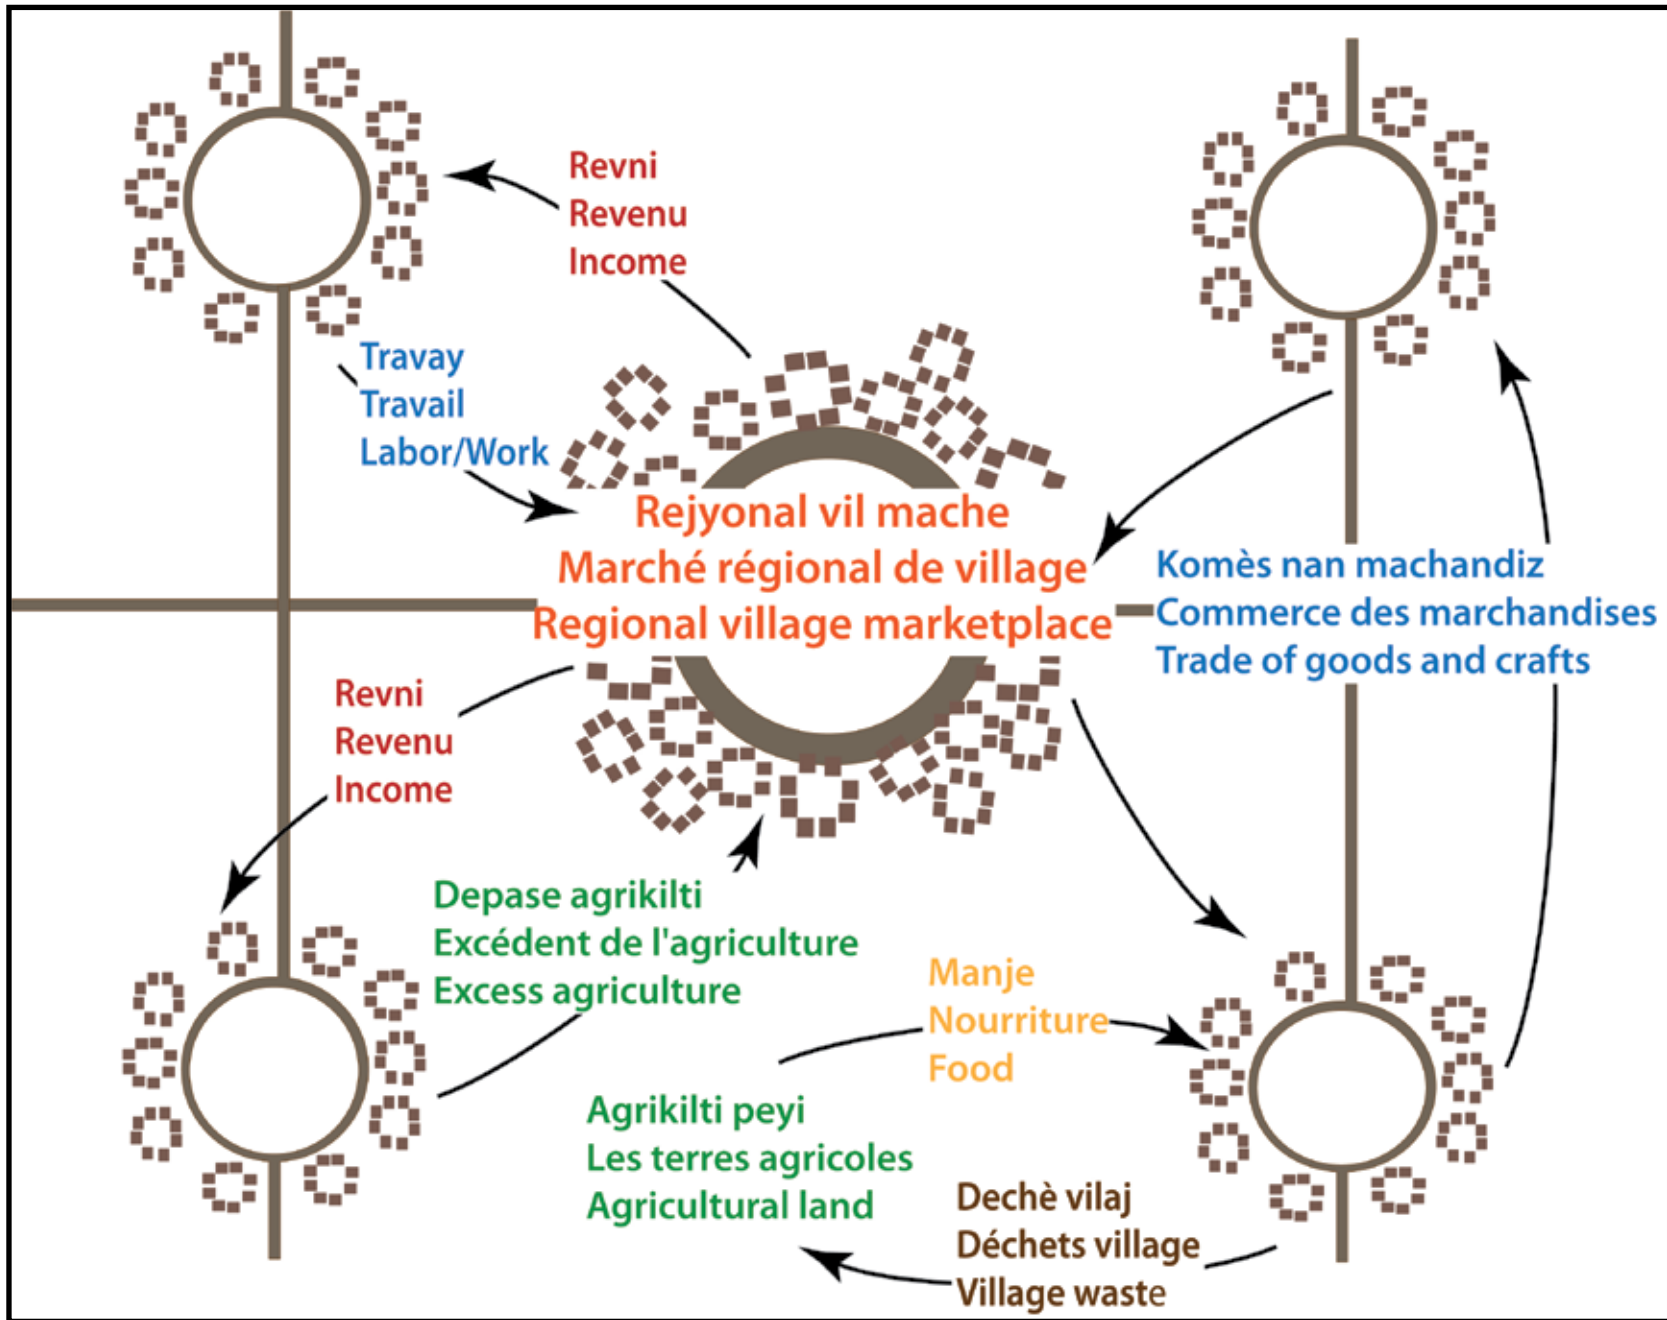 Revni
Revenu
Income
Travay
Travail
Labor/Work
Rejyonal vil mache
Marché régional de village
Regional village marketplace
Komès nan machandiz
Commerce des marchandises
Trade of goods and crafts
Revni
Revenu
Income
Depase agrikilti
Excédent de l'agriculture
Excess agriculture
Manje
Nourriture
Food
Agrikilti peyi
Les terres agricoles
Agricultural land
Dechè vilaj
Déchets village
Village waste